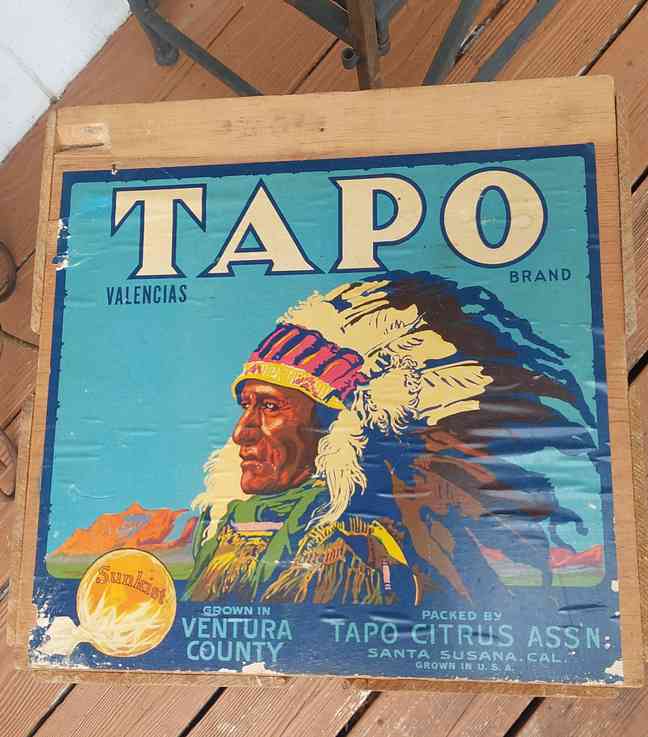 TAPO
BRAND
VALENCIAS
Sunkist
GROWN IN
VENTURA
COUNTY
PACKED BY
TAPO CITRUS ASS'N.
SANTA SUSANA, CAL.
GROWN IN U.S.A.